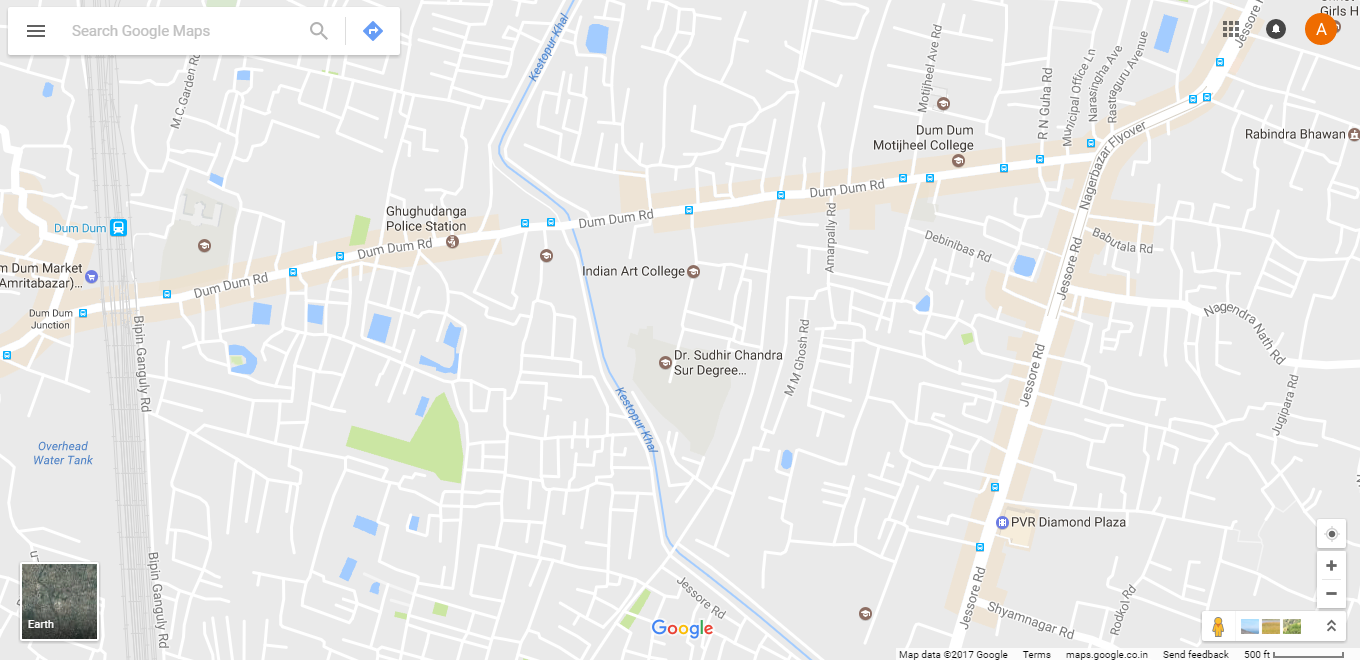 Search Google Maps
A
Girls H
Jessore Rd
Kestopur Khal
M.C.Garden Rd
Motijheel Ave Rd
R N Guha Rd
Municipal Office Ln
Narasingha Ave
Rastraguru Avenue
Dum Dum
Motijheel College
Rabindra Bhawan
Nagerbazar Flyover
Dum Dum Rd
Ghughudanga
Police Station
Dum Dum Rd
Dum Dum Rd
Dum Dum
Dum Dum Rd
m Dum Market
Amritabazar)...
Dum Dum
Junction
Indian Art College
Amarpally Rd
Debinibas Rd
Babutala Rd
Jessore Rd
Nagendra Nath Rd
Bipin Ganguly Rd
M M Ghosh Rd
Dr. Sudhir Chandra
Sur Degree...
Jessore Rd
Jugipara Rd
Kestopur Khal
Overhead
Water Tank
PVR Diamond Plaza
Bipin Ganguly Rd
Jessore Rd
Jessore Rd
Shyamnagar Rd
Rodkol Rd
Earth
Google
Map data ©2017 Google
Terms
maps.google.co.in
Send feedback
500 ft